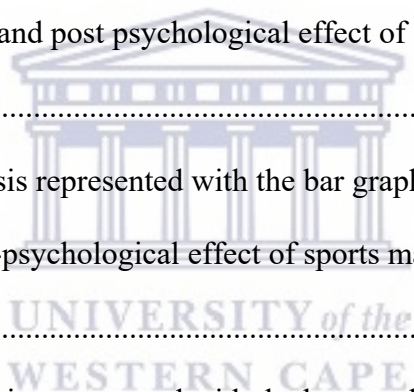 and post psychological effect of
....................................................
sis represented with the bar graph
psychological effect of sports ma
....................................................
UNIVERSITY of the
WESTERN CAPE